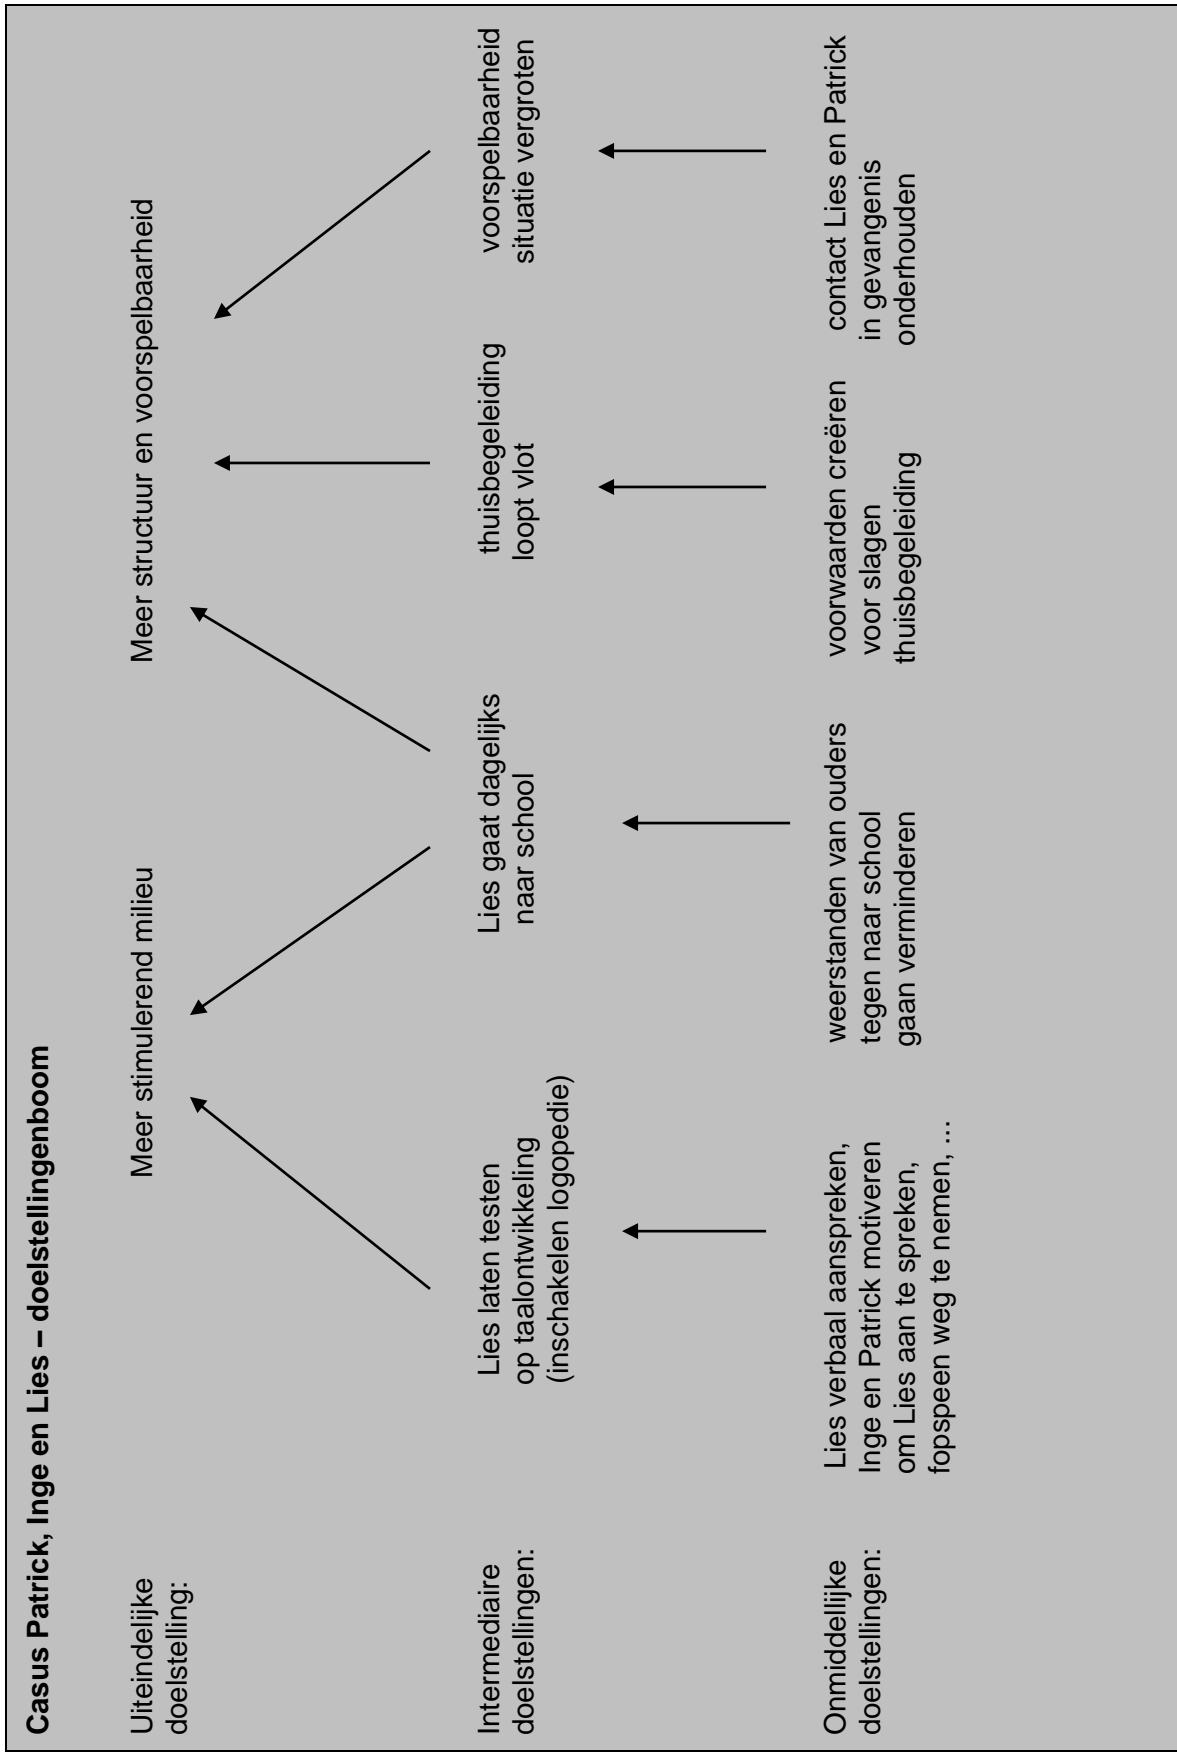 Casus Patrick, Inge en Lies – doelstellingenboom
Uiteindelijke
doelstelling:
Meer stimulerend milieu
Meer structuur en voorspelbaarheid
Intermediaire
doelstellingen:
Lies laten testen
op taalontwikkeling
(inschakelen logopedie)
Lies gaat dagelijks
naar school
thuisbegeleiding
loopt vlot
voorspelbaarheid
situatie vergroten
Onmiddellijke
doelstellingen:
Lies verbaal aanspreken,
Inge en Patrick motiveren
om Lies aan te spreken,
fopspeen weg te nemen, …
weerstanden van ouders
tegen naar school
gaan verminderen
voorwaarden creëren
voor slagen
thuisbegeleiding
contact Lies en Patrick
in gevangenis
onderhouden